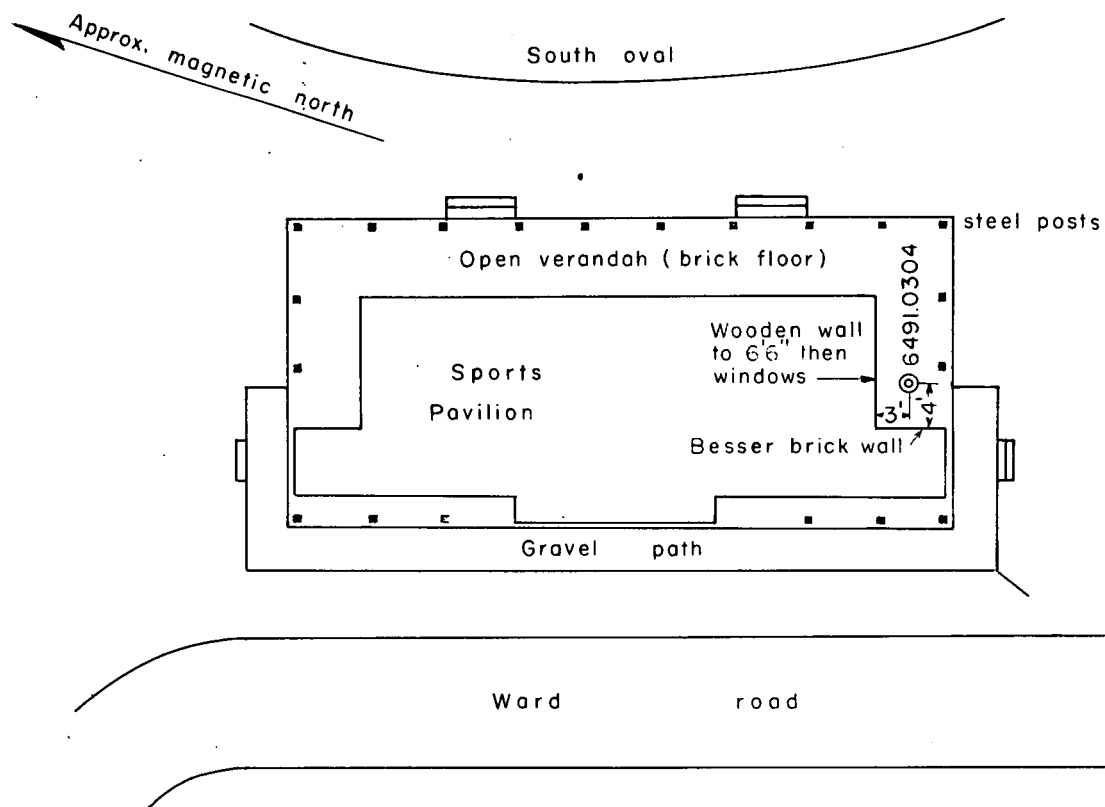 Approx. magnetic north
South oval
steel posts
Open verandah (brick floor)
6491.0304
Wooden wall
to 6'6" then
windows
Sports
Pavilion
3'
4'
Besser brick wall
Gravel path
Ward road